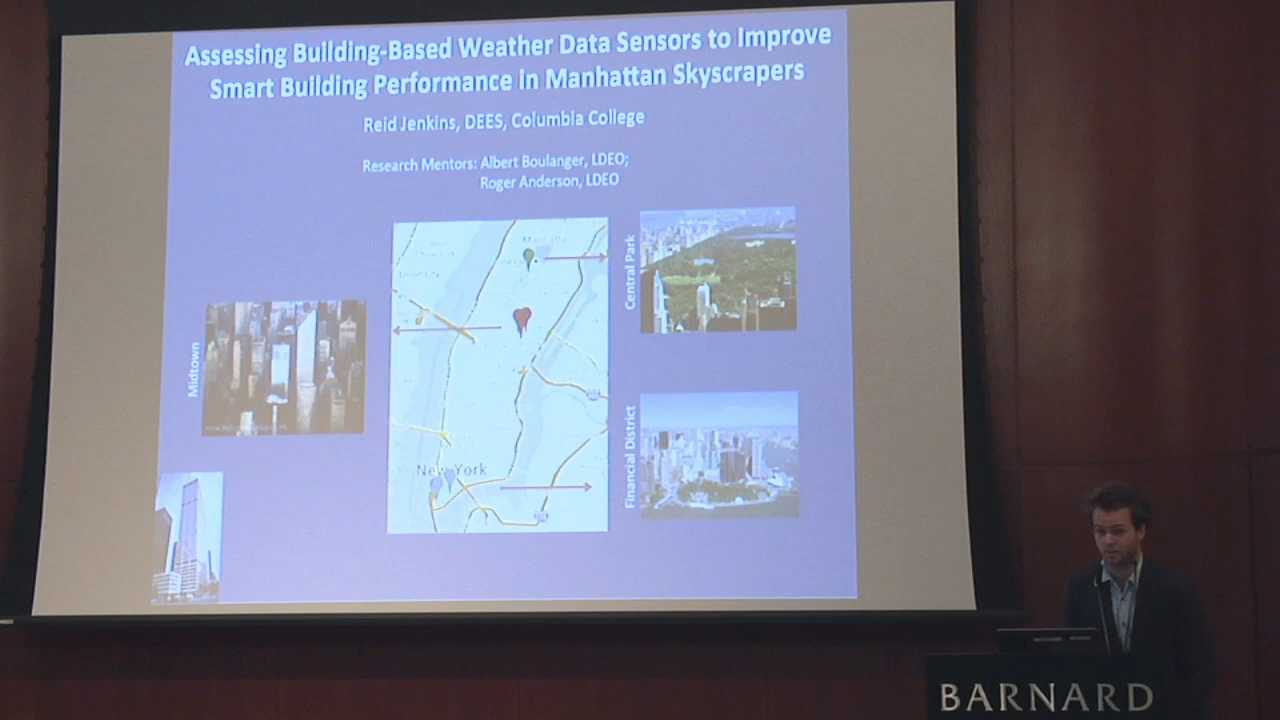 Assessing Building-Based Weather Data Sensors to Improve
Smart Building Performance in Manhattan Skyscrapers
Reid Jenkins, DEES, Columbia College
Research Mentors: Albert Boulanger, LDEO;
Roger Anderson, LDEO
Central Park
Midtown
Financial District
New York
BARNARD